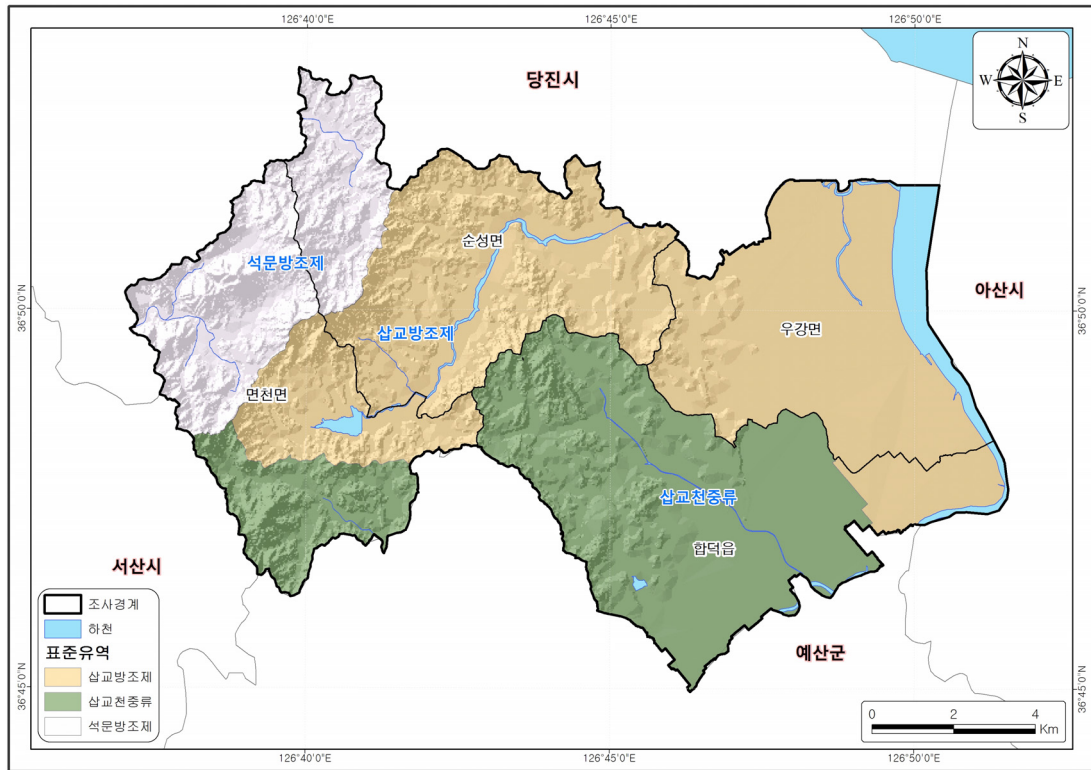 126°40'0"E
126°45'0"E
126°50'0"E
당진시
N
W
E
S
순성면
석문방조제
아산시
36°50'0"N
36°50'0"N
우강면
삽교방조제
면천면
삽교천중류
합덕읍
서산시
예산군
조사경계
하천
표준유역
삽교방조제
삽교천중류
석문방조제
36°45'0"N
36°45'0"N
0 2 4
Km
126°40'0"E
126°45'0"E
126°50'0"E